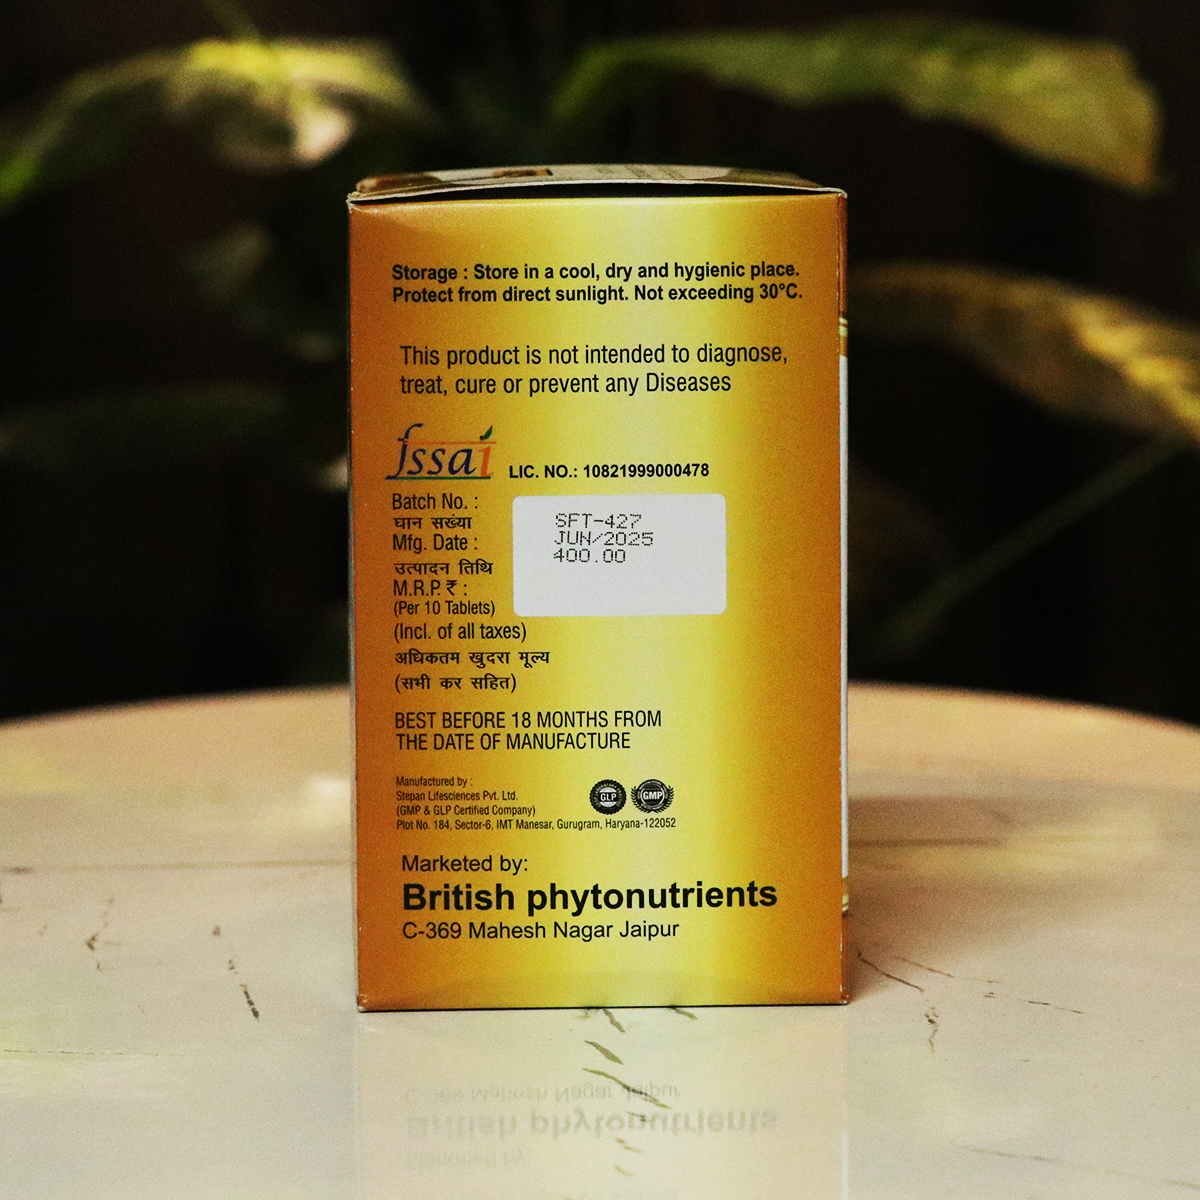 Storage : Store in a cool, dry and hygienic place.
Protect from direct sunlight. Not exceeding 30°C.
This product is not intended to diagnose,
treat, cure or prevent any Diseases
fssai
LIC. NO.: 10821999000478
Batch No. :
घान सख्या
Mfg. Date :
उत्पादन तिथि
M.R.P. ₹ :
(Per 10 Tablets)
(Incl. of all taxes)
अधिकतम खुदरा मूल्य
(सभी कर सहित)
SFT-427
JUN/2025
400.00
BEST BEFORE 18 MONTHS FROM
THE DATE OF MANUFACTURE
Manufactured by :
Stepan Lifesciences Pvt. Ltd.
(GMP & GLP Certified Company)
Plot No. 184, Sector-6, IMT Manesar, Gurugram, Haryana-122052
GLP
GMP
Marketed by:
British phytonutrients
C-369 Mahesh Nagar Jaipur